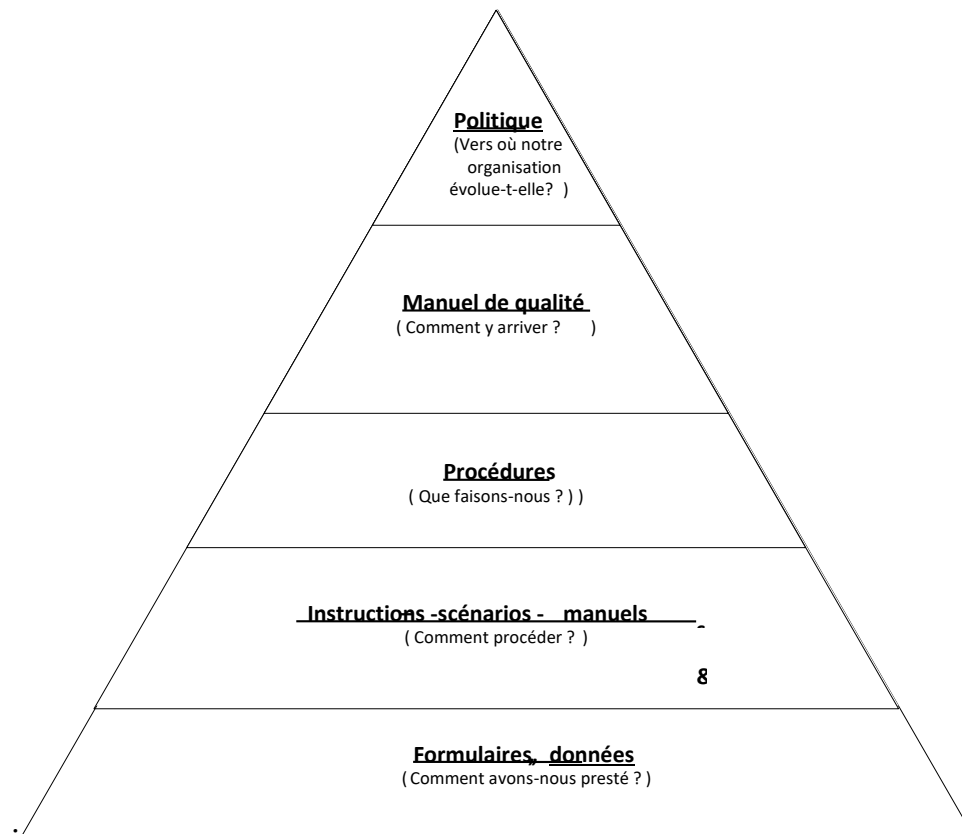 Politique
(Vers où notre
organisation
évolue-t-elle? )
Manuel de qualité
( Comment y arriver ? )
Procédures
( Que faisons-nous ? ) )
Instructions -scénarios - manuels
( Comment procéder ? )
&
Formulaires, données
( Comment avons-nous presté ? )
.